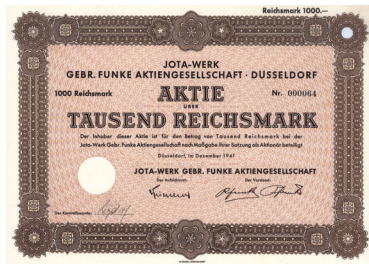 Reichsmark 1000.—
JOTA-WERK
GEBR. FUNKE AKTIENGESELLSCHAFT · DÜSSELDORF
1000 Reichsmark
AKTIE
Nr. 000064
ÜBER
TAUSEND REICHSMARK
Der Inhaber dieser Aktie ist für den Betrag von Tausend Reichsmark bei der
Jota-Werk Gebr. Funke Aktiengesellschaft nach Maßgabe ihrer Satzung als Aktionär beteiligt
Düsseldorf, im Dezember 1941
JOTA-WERK GEBR. FUNKE AKTIENGESELLSCHAFT
Der Aufsichtsrat:
Der Vorstand:
Der Kontrollbeamte: